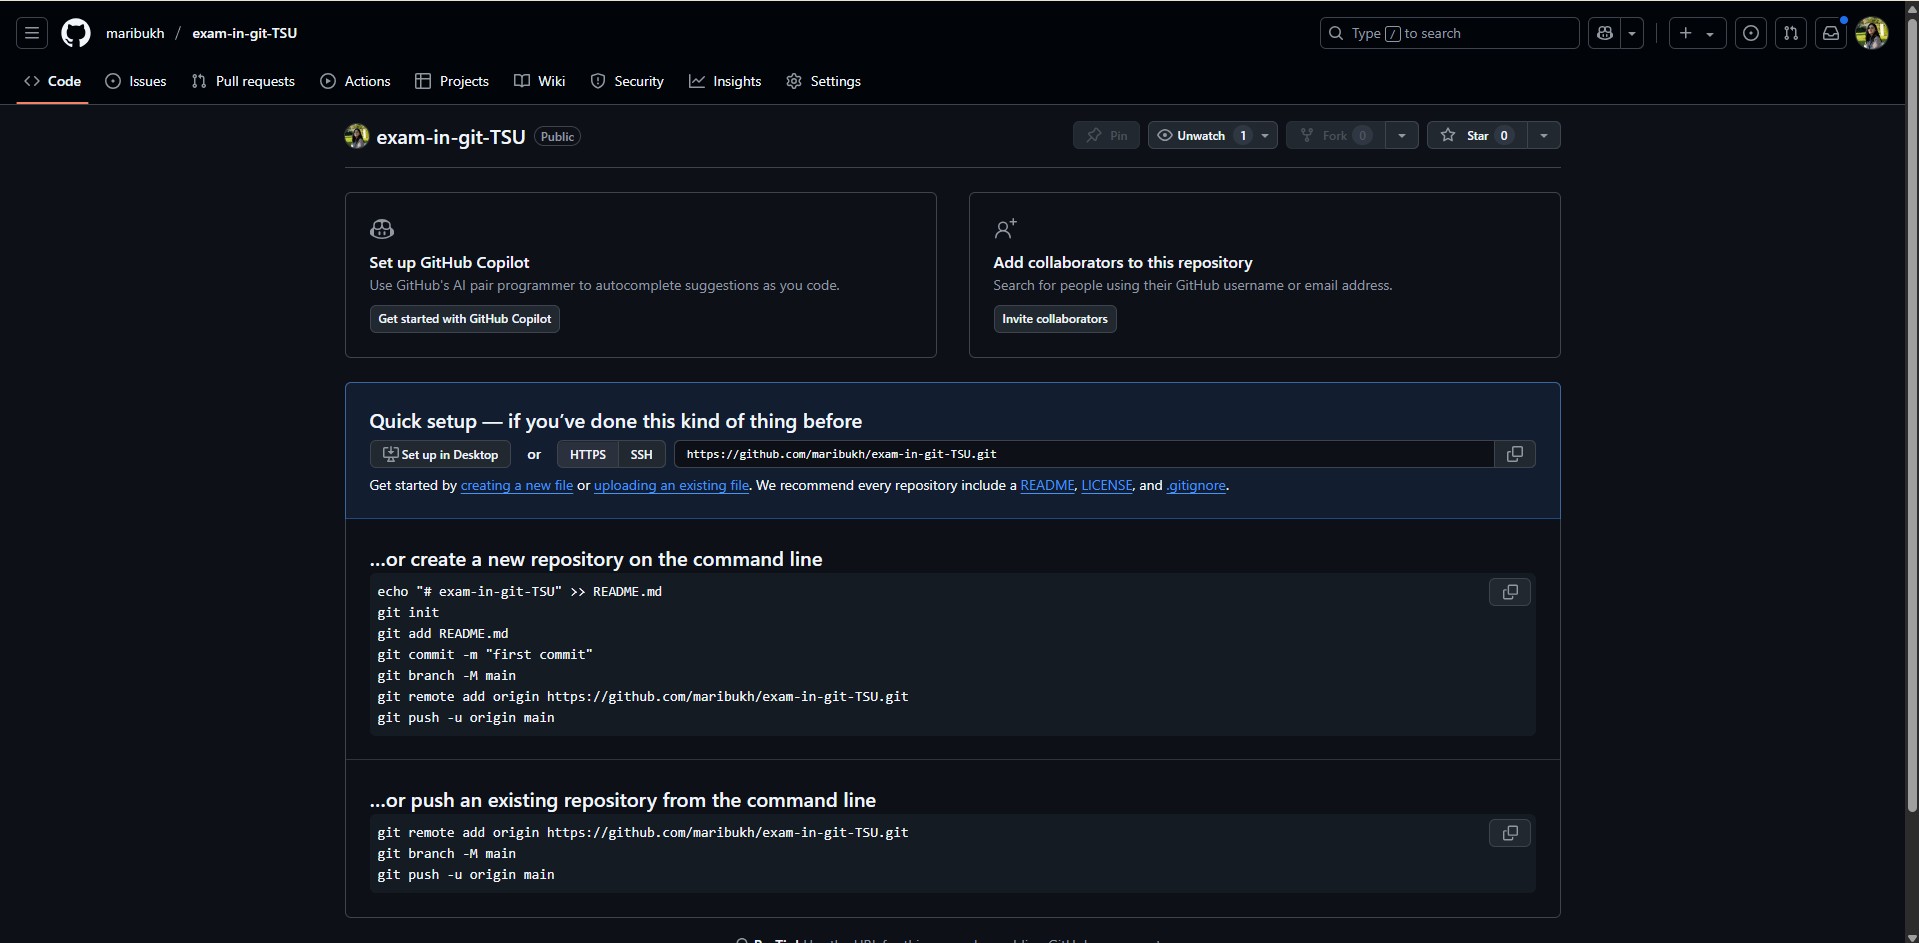 maribukh / exam-in-git-TSU
Type / to search
Code Issues Pull requests Actions Projects Wiki Security Insights Settings
exam-in-git-TSU Public
Pin Unwatch 1 Fork 0 Star 0
Set up GitHub Copilot
Use GitHub's AI pair programmer to autocomplete suggestions as you code.
Get started with GitHub Copilot
Add collaborators to this repository
Search for people using their GitHub username or email address.
Invite collaborators
Quick setup — if you’ve done this kind of thing before
Set up in Desktop or HTTPS SSH https://github.com/maribukh/exam-in-git-TSU.git
Get started by creating a new file or uploading an existing file. We recommend every repository include a README, LICENSE, and .gitignore.
…or create a new repository on the command line
echo "# exam-in-git-TSU" >> README.md
git init
git add README.md
git commit -m "first commit"
git branch -M main
git remote add origin https://github.com/maribukh/exam-in-git-TSU.git
git push -u origin main
…or push an existing repository from the command line
git remote add origin https://github.com/maribukh/exam-in-git-TSU.git
git branch -M main
git push -u origin main